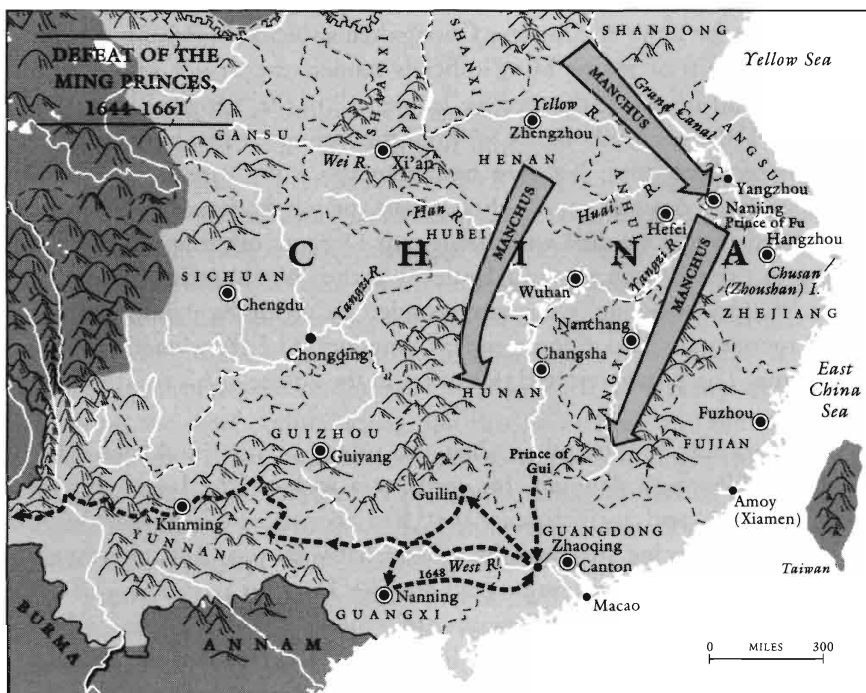 DEFEAT OF THE
MING PRINCES,
1644–1661
SHANDONG
Yellow Sea
SHAANXI
SHANXI
MANCHUS
Grand Canal
JIANGSU
GANSU
Yellow R.
Zhengzhou
Wei R.
Xi'an
HENAN
ANHUI
Yangzhou
Nanjing
Prince of Fu
MANCHUS
Han R.
Huai R.
HUBEI
Hefei
Hangzhou
CHINA
Yangzi R.
MANCHUS
Chusan
(Zhoushan) I.
SICHUAN
Chengdu
Yangzi R.
Wuhan
ZHEJIANG
Nanchang
Chongqing
Changsha
HUNAN
JIANGXI
East
China
Sea
Fuzhou
FUJIAN
GUIZHOU
Guiyang
Prince of
Gui
Guilin
Amoy
(Xiamen)
Kunming
YUNNAN
GUANGDONG
Zhaoqing
Canton
West R.
1648
Taiwan
Nanning
GUANGXI
Macao
BURMA
ANNAM
0 MILES 300